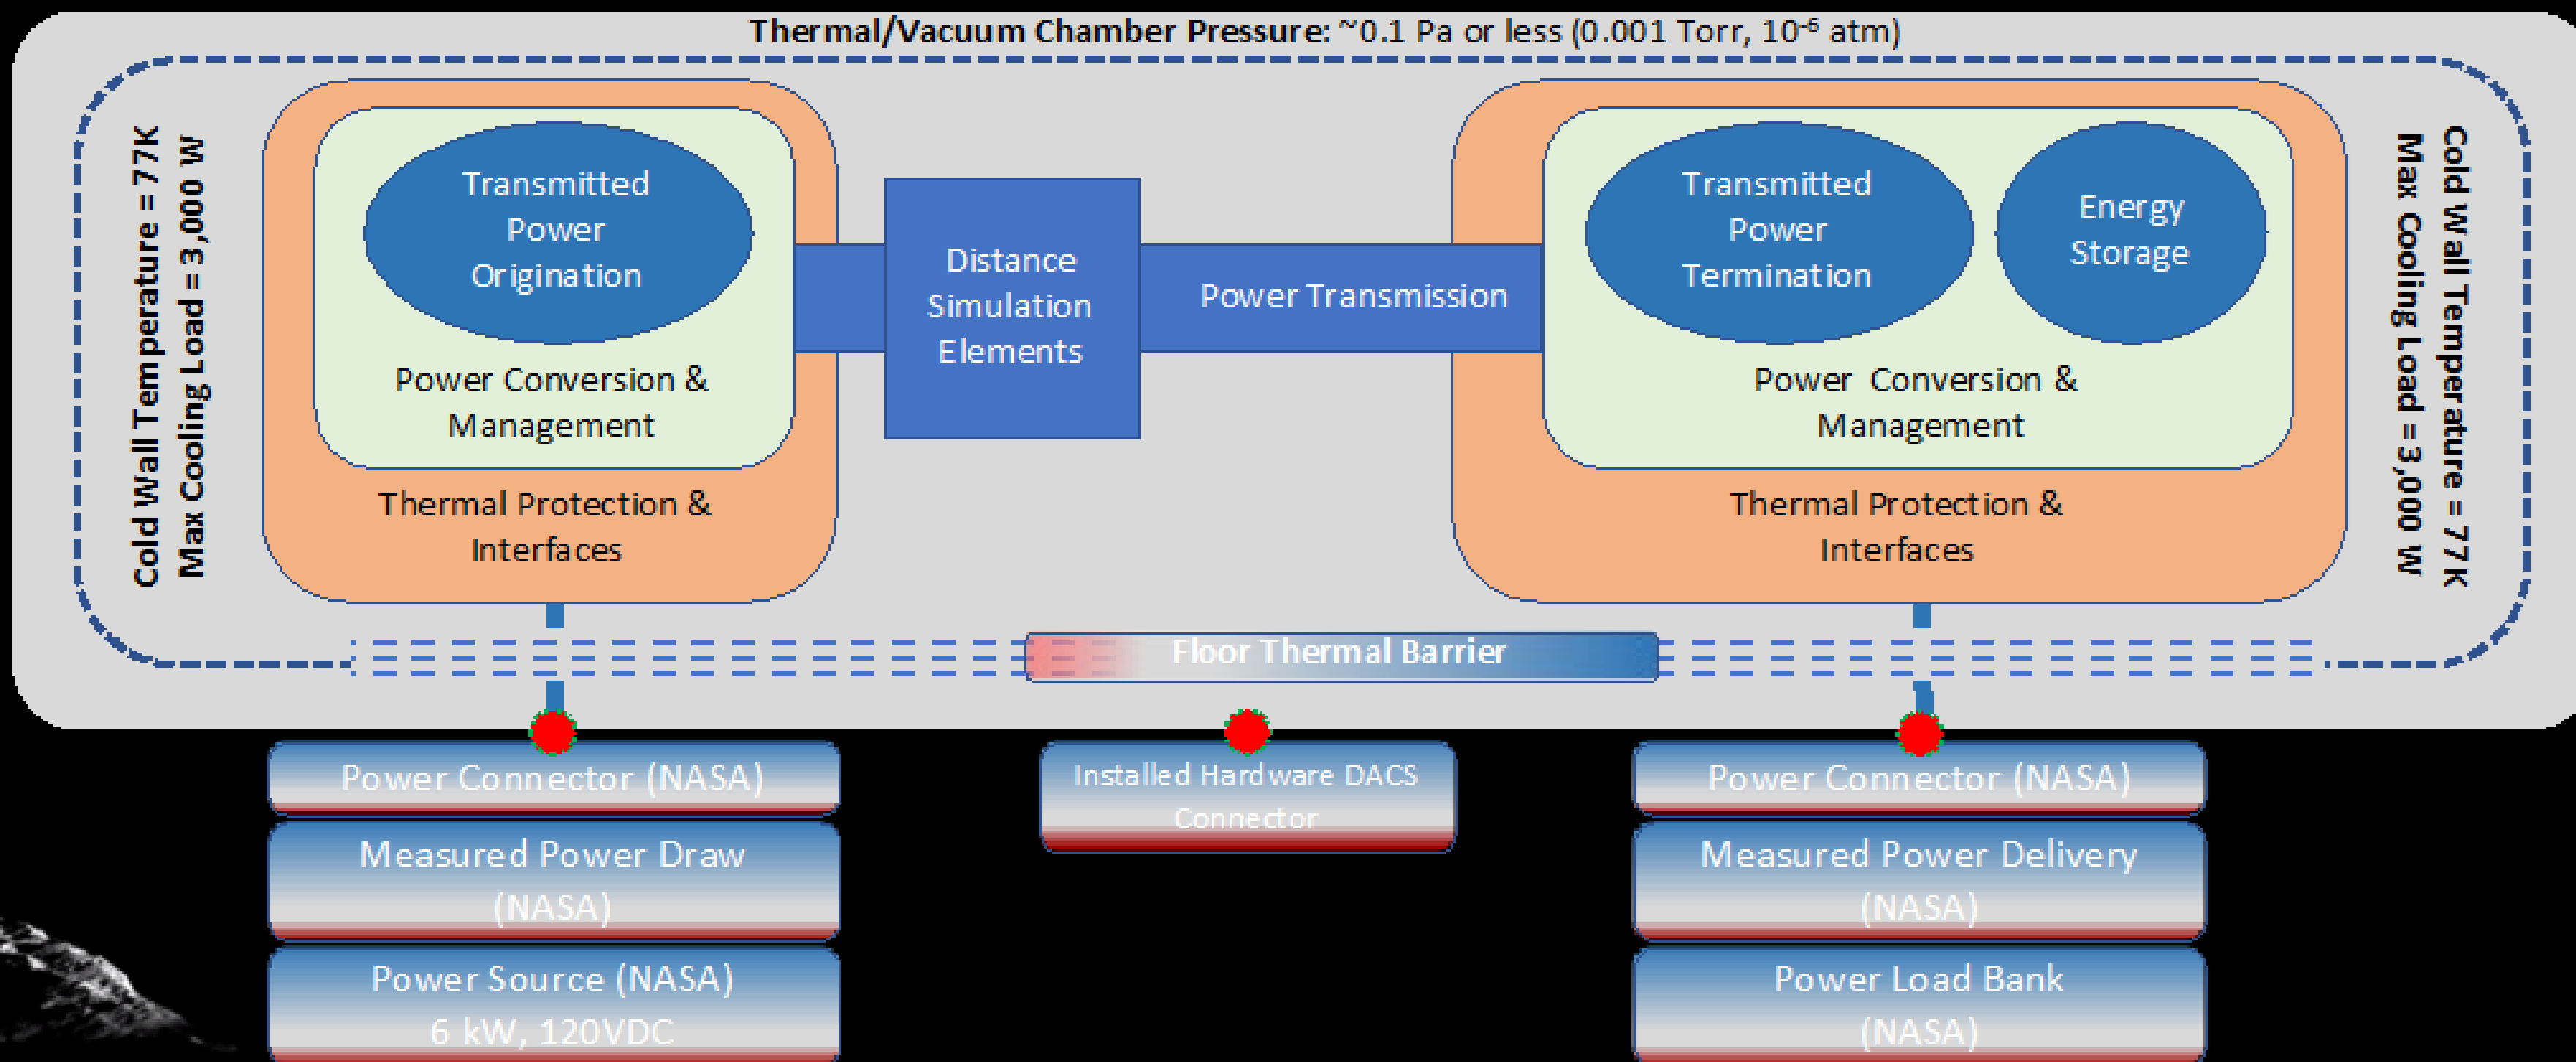 Thermal/Vacuum Chamber Pressure: ~0.1 Pa or less (0.001 Torr, 10⁻⁶ atm)
Cold Wall Temperature = 77K
Max Cooling Load = 3,000 W
Transmitted
Power
Origination
Power Conversion &
Management
Thermal Protection &
Interfaces
Distance
Simulation
Elements
Power Transmission
Transmitted
Power
Termination
Energy
Storage
Power  Conversion &
Management
Thermal Protection &
Interfaces
Cold Wall Temperature = 77K
Max Cooling Load = 3,000 W
Floor Thermal Barrier
Power Connector (NASA)
Measured Power Draw
(NASA)
Power Source (NASA)
6 kW, 120VDC
Installed Hardware DACS
Connector
Power Connector (NASA)
Measured Power Delivery
(NASA)
Power Load Bank
(NASA)